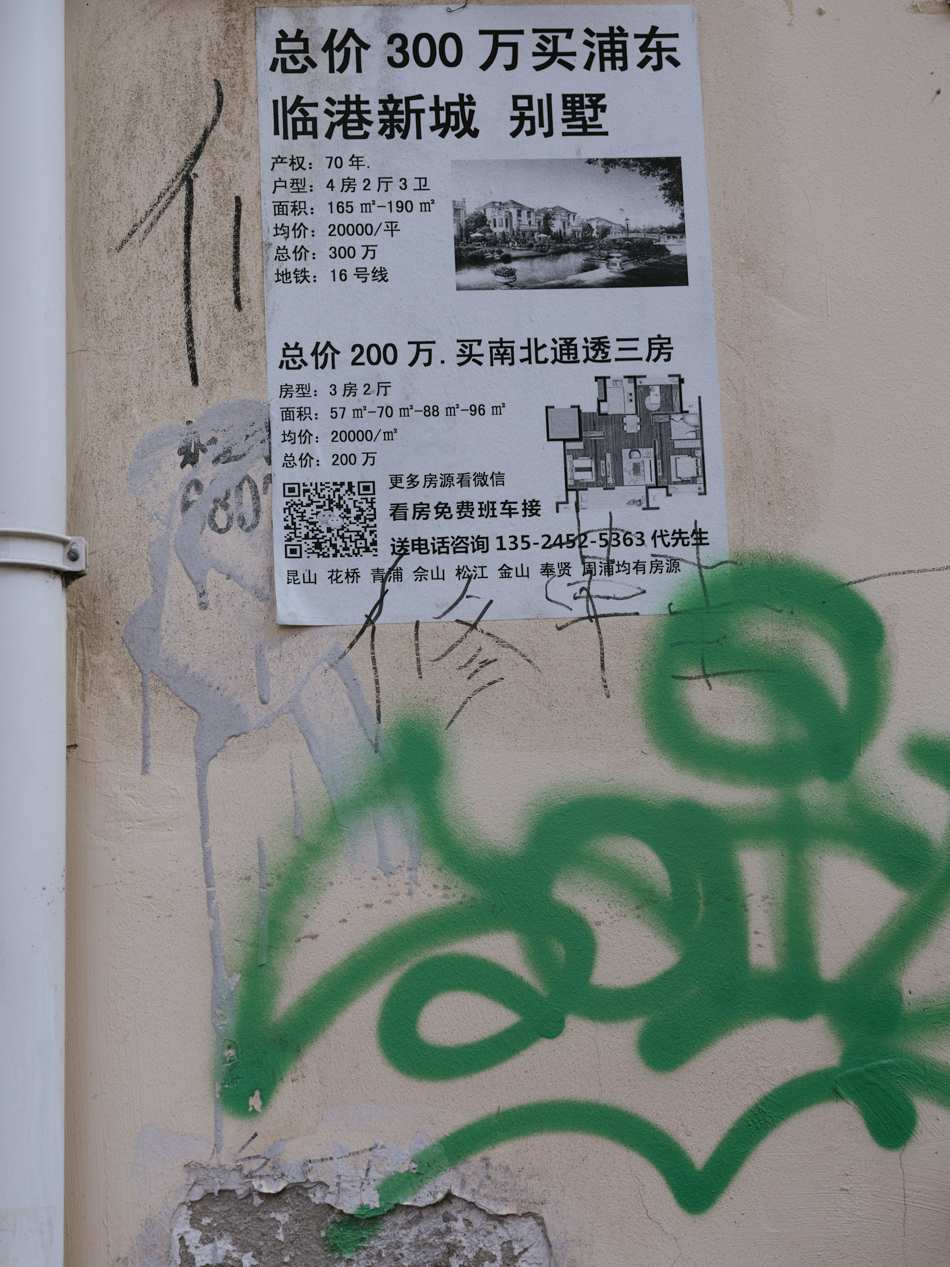 总价 300 万买浦东
临港新城 别墅
产权：70 年.
户型：4 房 2 厅 3 卫
面积：165 ㎡-190 ㎡
均价：20000/平
总价：300 万
地铁：16 号线
总价 200 万. 买南北通透三房
房型：3 房 2 厅
面积：57 ㎡-70 ㎡-88 ㎡-96 ㎡
均价：20000/㎡
总价：200 万
更多房源看微信
看房免费班车接
送电话咨询 135-2452-5363 代先生
昆山 花桥 青浦 佘山 松江 金山 奉贤 周浦均有房源
修車